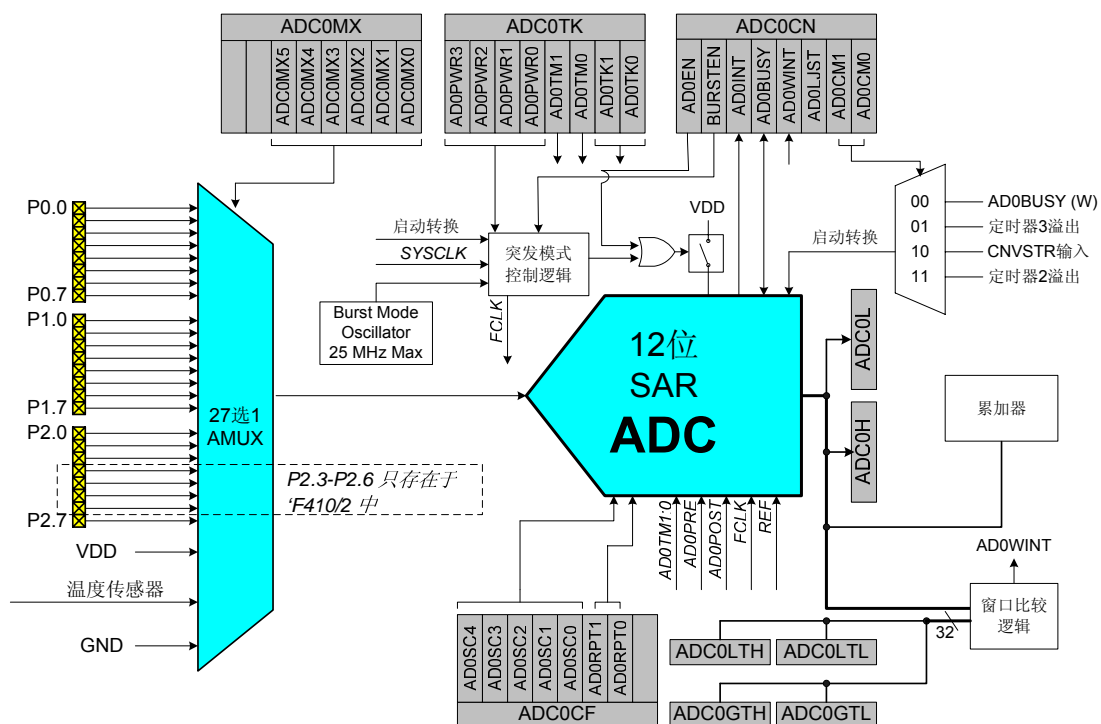 ADC0MX
ADC0MX5
ADC0MX4
ADC0MX3
ADC0MX2
ADC0MX1
ADC0MX0
ADC0TK
AD0PWR3
AD0PWR2
AD0PWR1
AD0PWR0
AD0TM1
AD0TM0
AD0TK1
AD0TK0
ADC0CN
AD0EN
BURSTEN
AD0INT
AD0BUSY
AD0WINT
AD0LJST
AD0CM1
AD0CM0
P0.0
P0.7
P1.0
P1.7
P2.0
P2.7
VDD
温度传感器
GND
27选1
AMUX
P2.3-P2.6 只存在于
‘F410/2 中
启动转换
SYSCLK
Burst Mode
Oscillator
25 MHz Max
突发模式
控制逻辑
FCLK
VDD
启动转换
00
01
10
11
AD0BUSY (W)
定时器3溢出
CNVSTR输入
定时器2溢出
12位
SAR
ADC
ADC0L
ADC0H
累加器
AD0TM1:0
AD0PRE
AD0POST
FCLK
REF
AD0WINT
窗口比较
逻辑
32
AD0SC4
AD0SC3
AD0SC2
AD0SC1
AD0SC0
AD0RPT1
AD0RPT0
ADC0CF
ADC0LTH
ADC0LTL
ADC0GTH
ADC0GTL